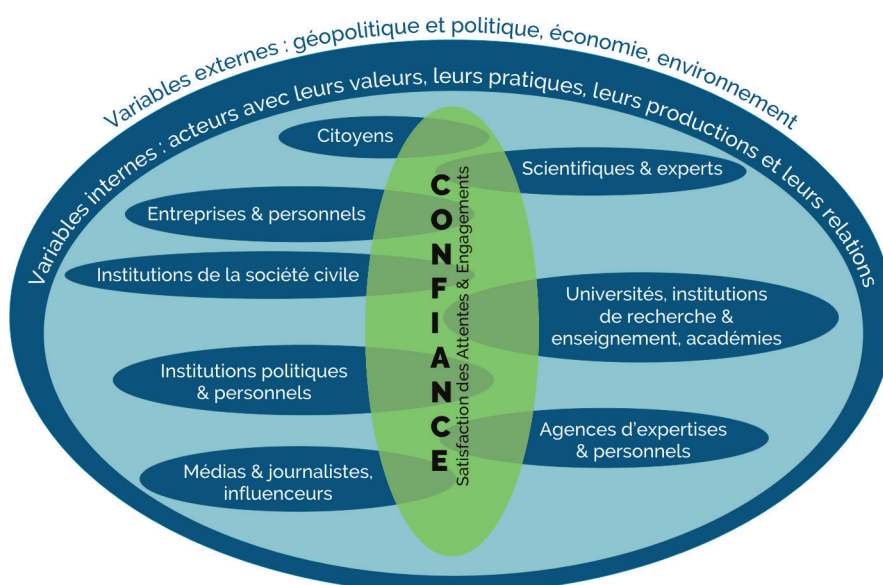 Variables externes : géopolitique et politique, économie, environnement
Variables internes : acteurs avec leurs valeurs, leurs pratiques, leurs productions et leurs relations
Citoyens
Scientifiques & experts
Entreprises & personnels
Institutions de la société civile
Universités, institutions
de recherche &
enseignement, académies
Institutions politiques
& personnels
Agences d’expertises
& personnels
Médias & journalistes,
influenceurs
CONFIANCE
Satisfaction des Attentes & Engagements